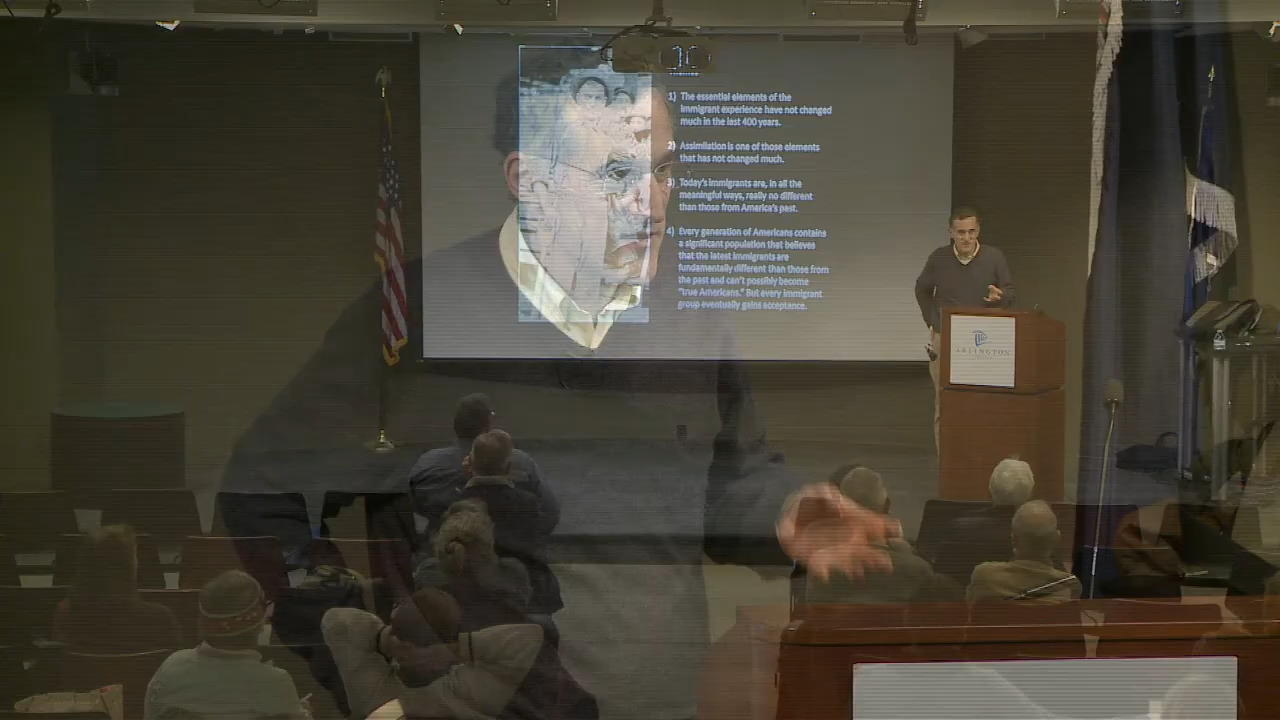 Themes
1) The essential elements of the
immigrant experience have not changed
much in the last 400 years.
2) Assimilation is one of those elements
that has not changed much.
3) Today's immigrants are, in all the
meaningful ways, really no different
than those from America's past.
4) Every generation of Americans contains
a significant population that believes
that the latest immigrants are
fundamentally different than those from
the past and can't possibly become
"true Americans." But every immigrant
group eventually gains acceptance.
ARLINGTON